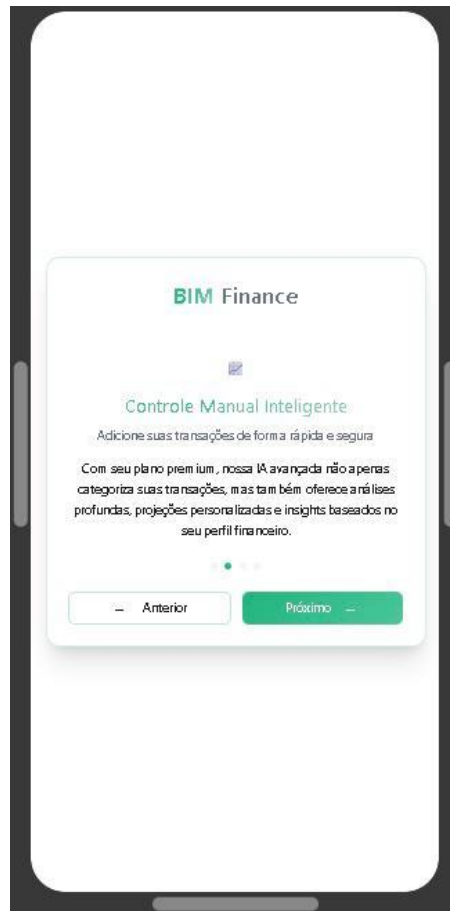 BIM Finance
Controle Manual Inteligente
Adicione suas transações de forma rápida e segura
Com seu plano premium, nossa IA avançada não apenas
categoriza suas transações, mas também oferece análises
profundas, projeções personalizadas e insights baseados no
seu perfil financeiro.
Anterior
Próximo